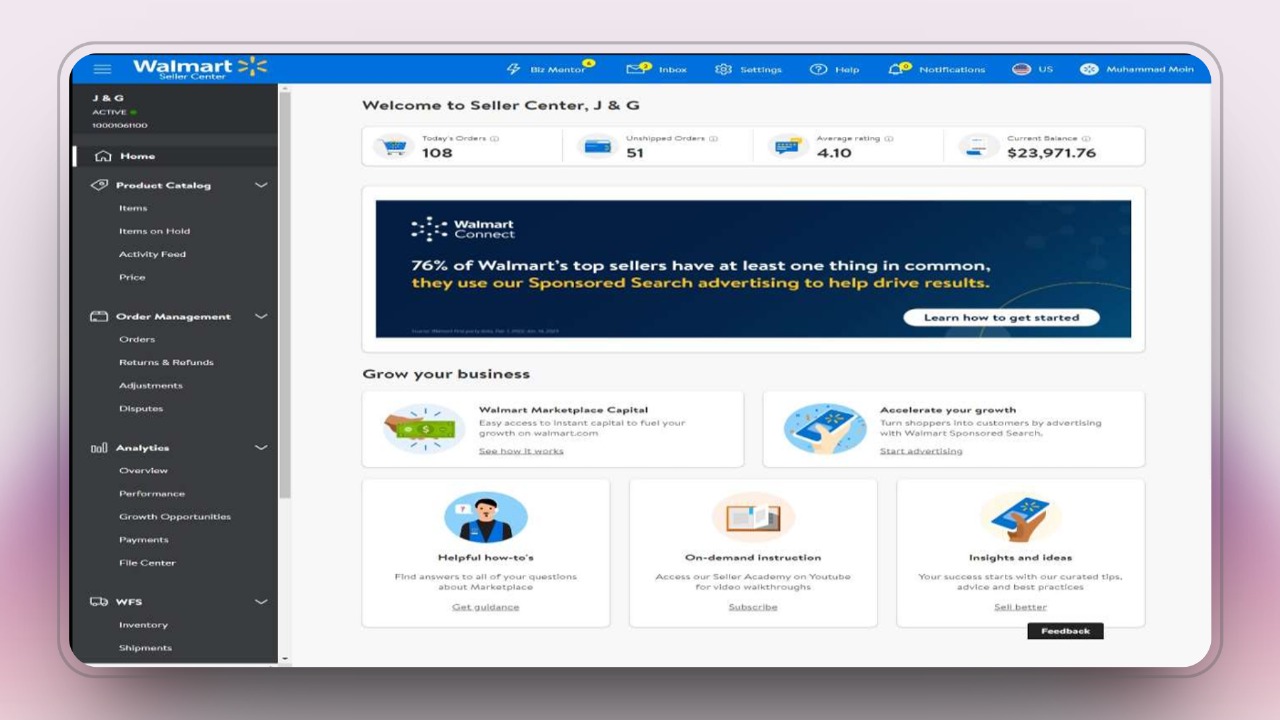 Walmart
Seller Center
Biz Mentor
Inbox
Settings
Help
Notifications
US
Muhammad Moin
J & G
ACTIVE
Home
Product Catalog
Items
Items on Hold
Activity Feed
Price
Order Management
Orders
Returns & Refunds
Adjustments
Disputes
Analytics
Overview
Performance
Growth Opportunities
Payments
File Center
WFS
Inventory
Shipments
Welcome to Seller Center, J & G
Today's Orders
108
Unshipped Orders
51
Average rating
4.10
Current Balance
$23,971.76
Walmart
Connect
76% of Walmart's top sellers have at least one thing in common,
they use our Sponsored Search advertising to help drive results.
Learn how to get started
Grow your business
Walmart Marketplace Capital
Easy access to instant capital to fuel your
growth on walmart.com
See how it works
Accelerate your growth
Turn shoppers into customers by advertising
with Walmart Sponsored Search.
Start advertising
Helpful how-to's
Find answers to all of your questions
about Marketplace
Get guidance
On-demand instruction
Access our Seller Academy on Youtube
for video walkthroughs
Subscribe
Insights and ideas
Your success starts with our curated tips,
advice and best practices
Sell better
Feedback